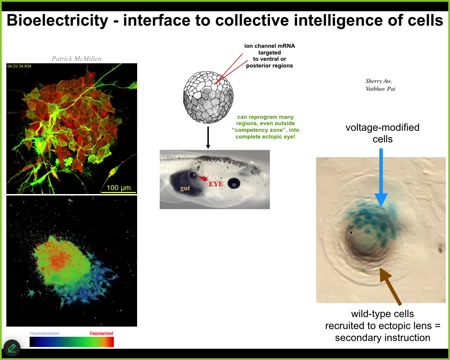 Bioelectricity - interface to collective intelligence of cells
Patrick McMillen
00:25:34.634
100 µm
Hyperpolarized
Depolarized
ion channel mRNA
targeted
to ventral or
posterior regions
can reprogram many
regions, even outside
"competency zone", into
complete ectopic eye!
gut
EYE
Sherry Aw,
Vaibhav Pai
voltage-modified
cells
wild-type cells
recruited to ectopic lens =
secondary instruction